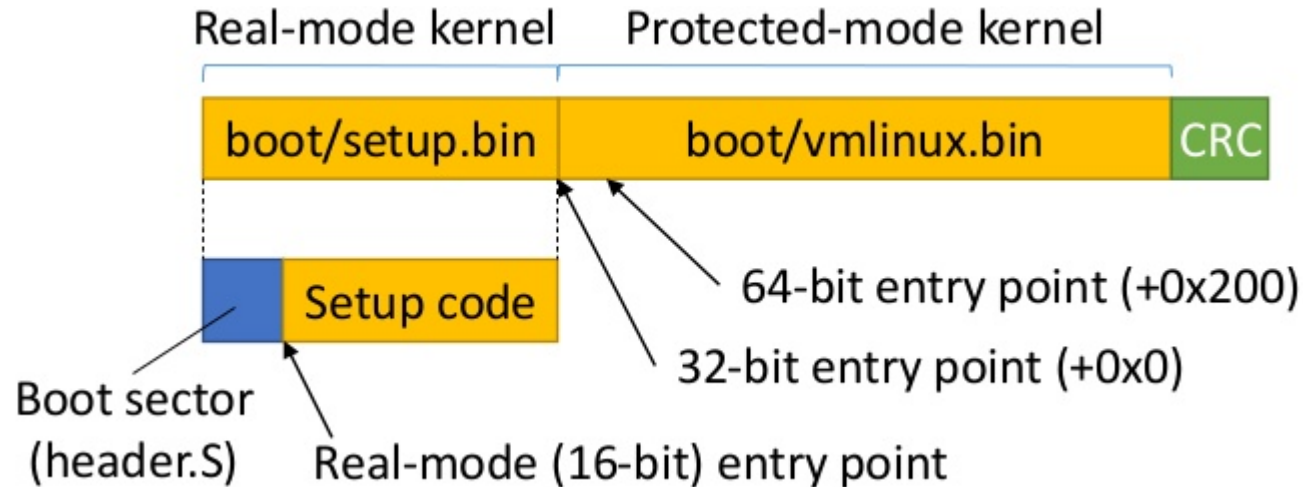 Real-mode kernel Protected-mode kernel
boot/setup.bin boot/vmlinux.bin CRC
Setup code
64-bit entry point (+0x200)
32-bit entry point (+0x0)
Boot sector
(header.S)
Real-mode (16-bit) entry point